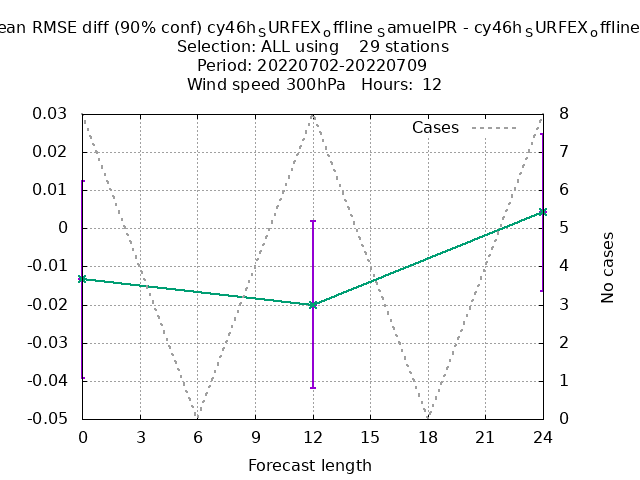 ean RMSE diff (90% conf) cy46h_SURFEX_offline_samuelPR - cy46h_SURFEX_offline
Selection: ALL using 29 stations
Period: 20220702-20220709
Wind speed 300hPa Hours: 12
Cases
0.03
0.02
0.01
0
-0.01
-0.02
-0.03
-0.04
-0.05
8
7
6
5
4
3
2
1
0
No cases
0 3 6 9 12 15 18 21 24
Forecast length